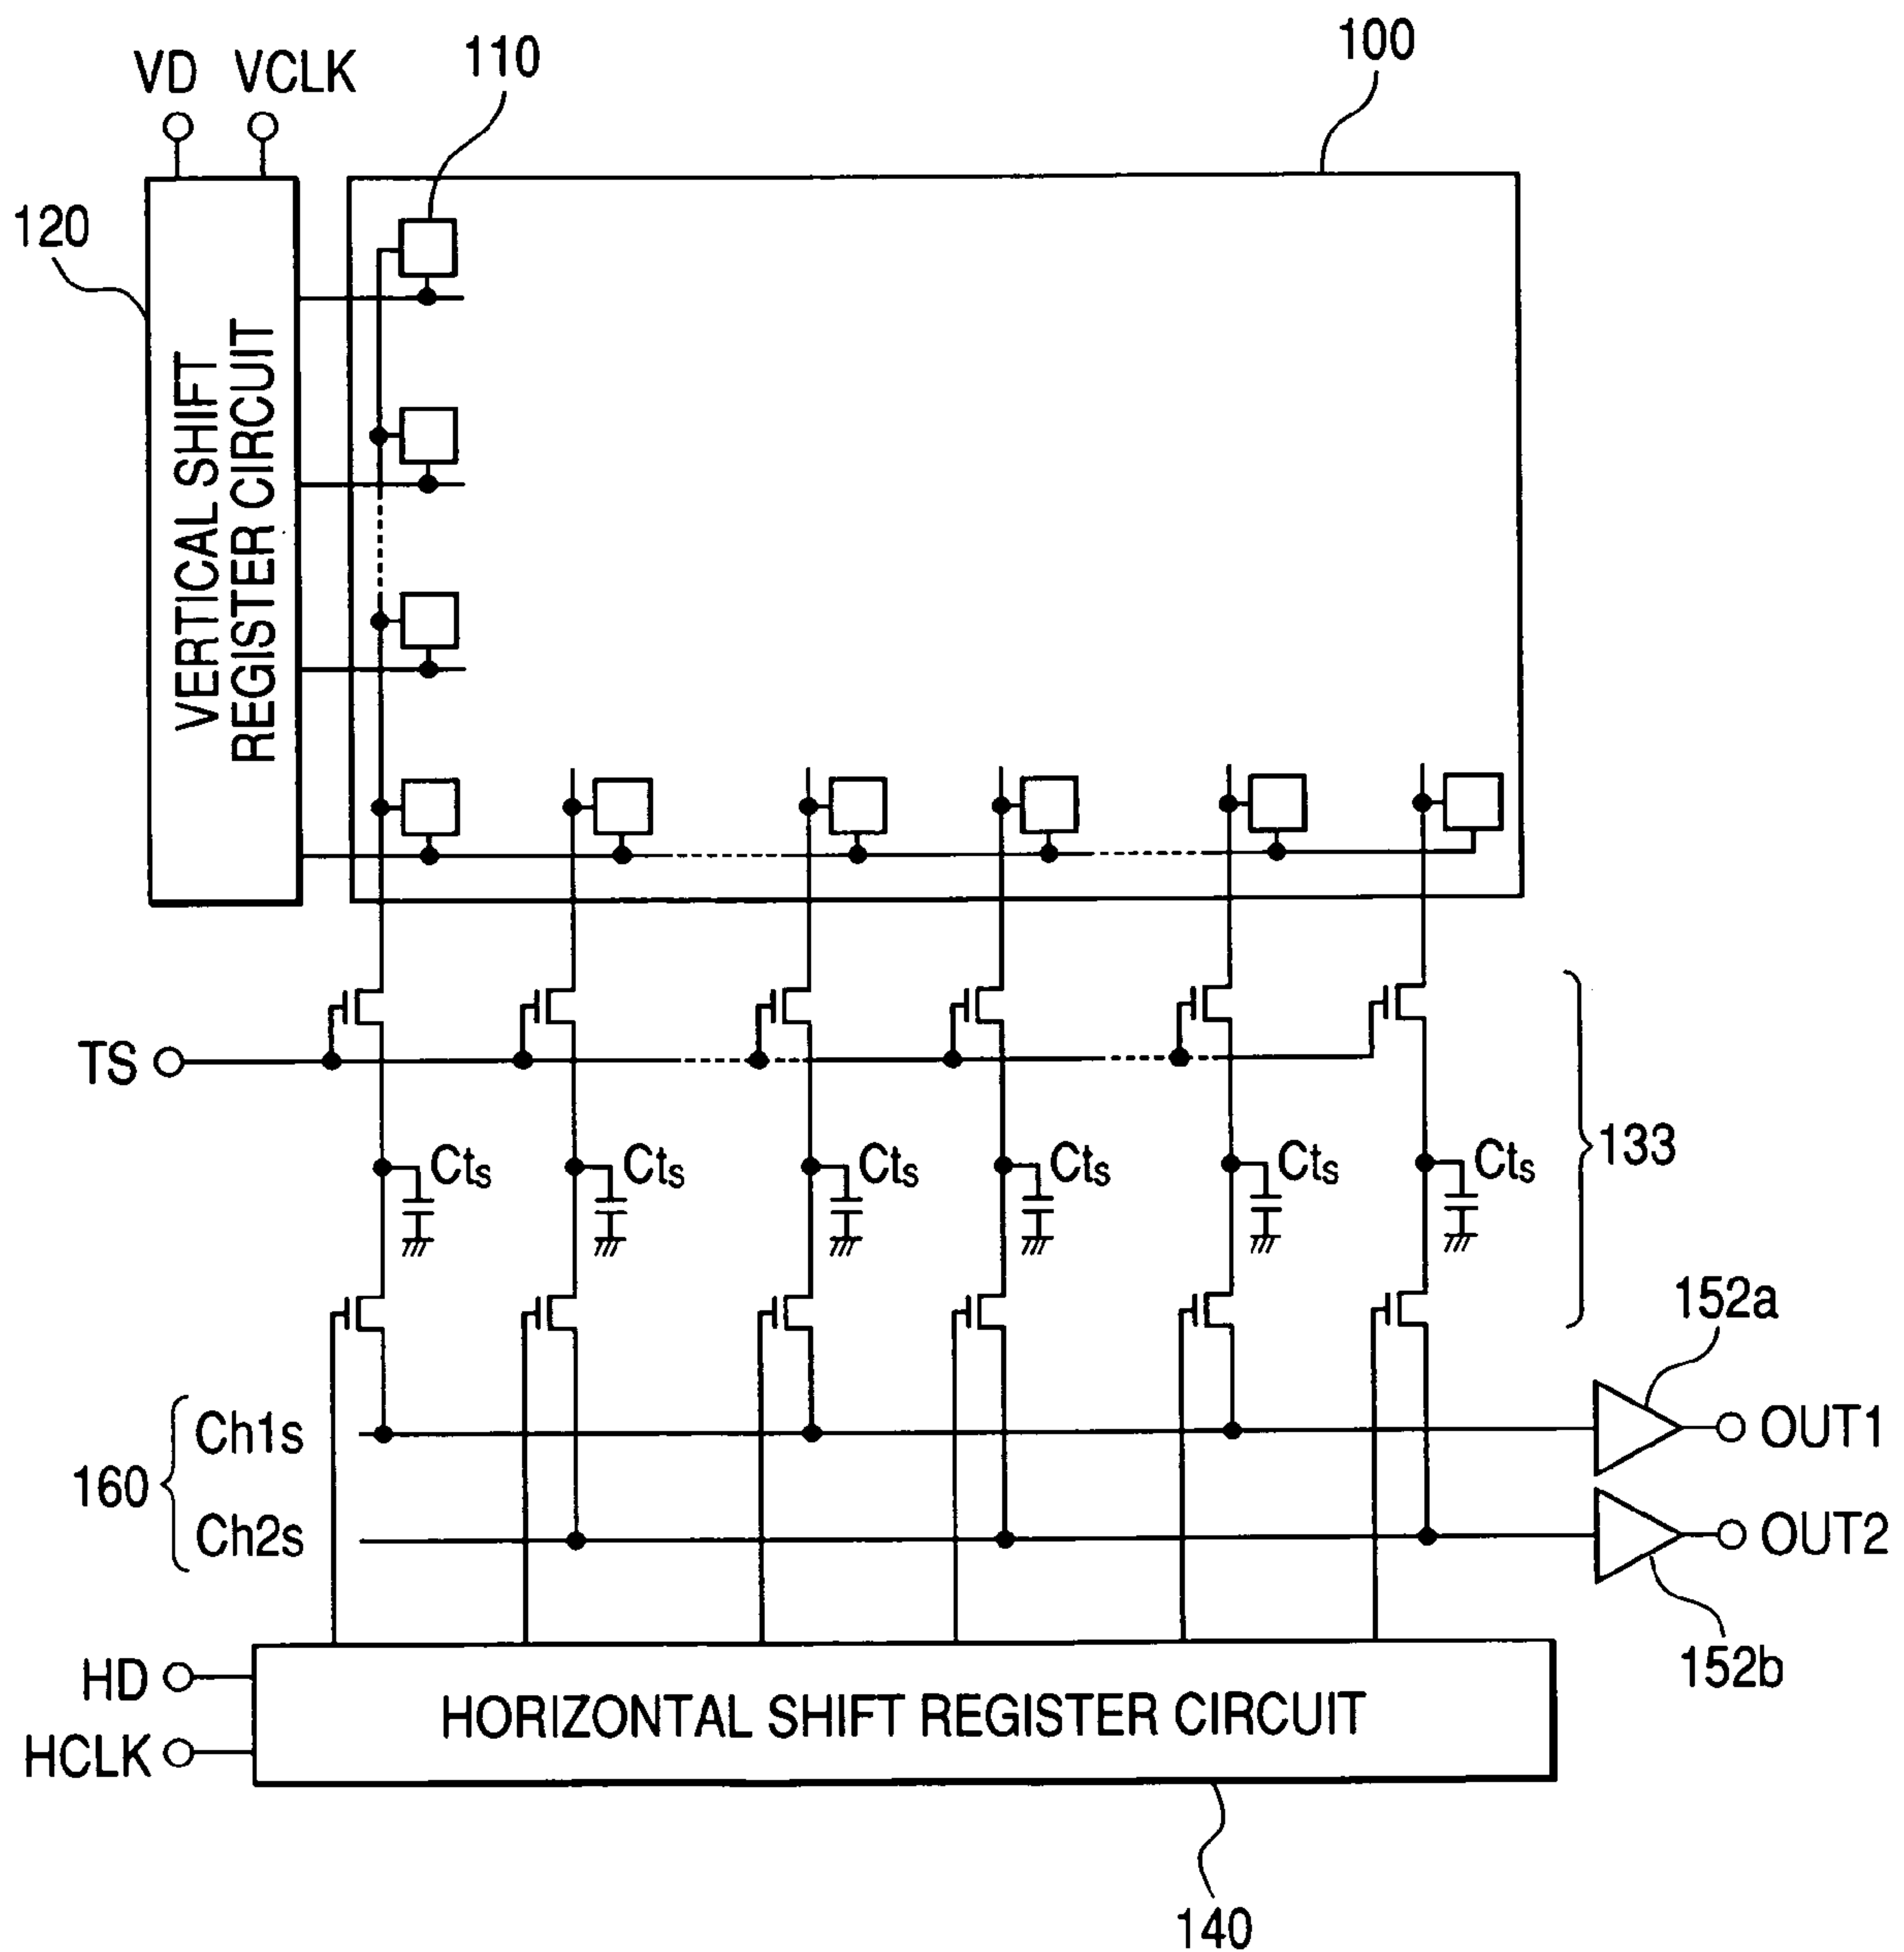 VD VCLK
110
100
120
VERTICAL SHIFT
REGISTER CIRCUIT
TS
Cts Cts Cts Cts Cts Cts
133
152a
160
Ch1s
OUT1
Ch2s
OUT2
152b
HD
HCLK
HORIZONTAL SHIFT REGISTER CIRCUIT
140